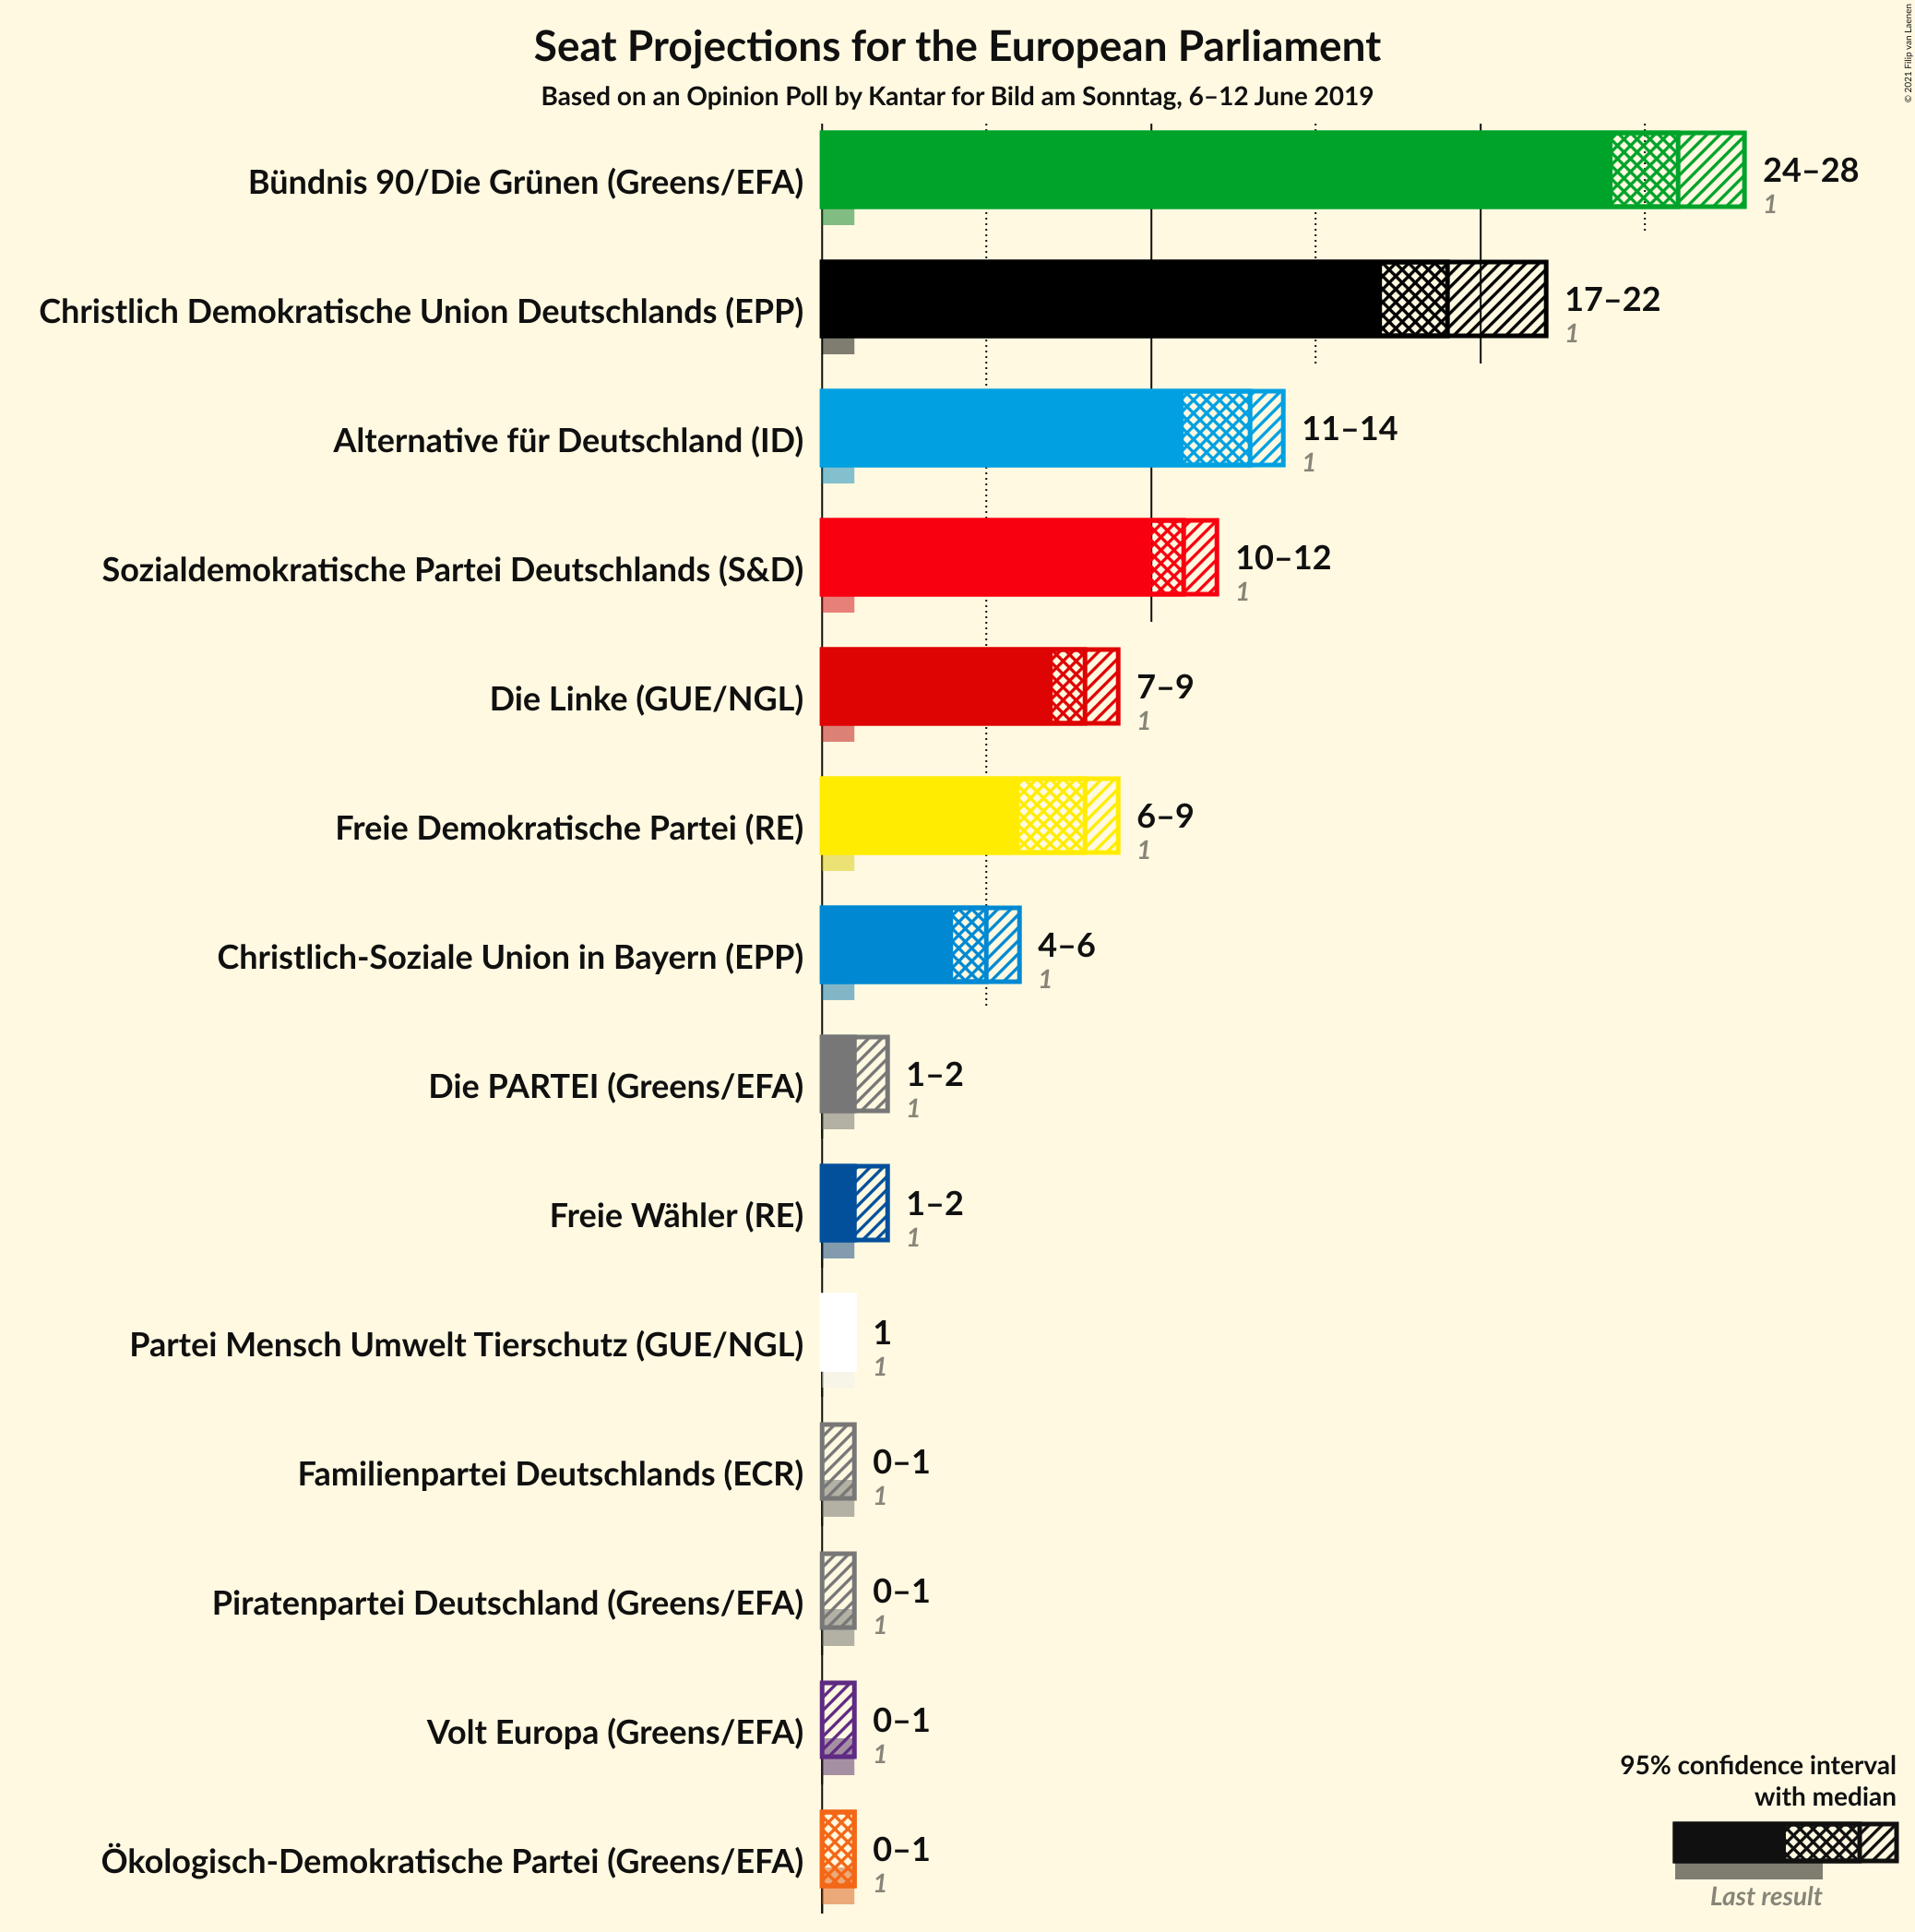 Seat Projections for the European Parliament
Based on an Opinion Poll by Kantar for Bild am Sonntag, 6–12 June 2019
© 2021 Filip van Laenen
Bündnis 90/Die Grünen (Greens/EFA)
24–28
1
Christlich Demokratische Union Deutschlands (EPP)
17–22
1
Alternative für Deutschland (ID)
11–14
1
Sozialdemokratische Partei Deutschlands (S&D)
10–12
1
Die Linke (GUE/NGL)
7–9
1
Freie Demokratische Partei (RE)
6–9
1
Christlich-Soziale Union in Bayern (EPP)
4–6
1
Die PARTEI (Greens/EFA)
1–2
1
Freie Wähler (RE)
1–2
1
Partei Mensch Umwelt Tierschutz (GUE/NGL)
1
1
Familienpartei Deutschlands (ECR)
0–1
1
Piratenpartei Deutschland (Greens/EFA)
0–1
1
Volt Europa (Greens/EFA)
0–1
1
Ökologisch-Demokratische Partei (Greens/EFA)
0–1
1
95% confidence interval
with median
Last result